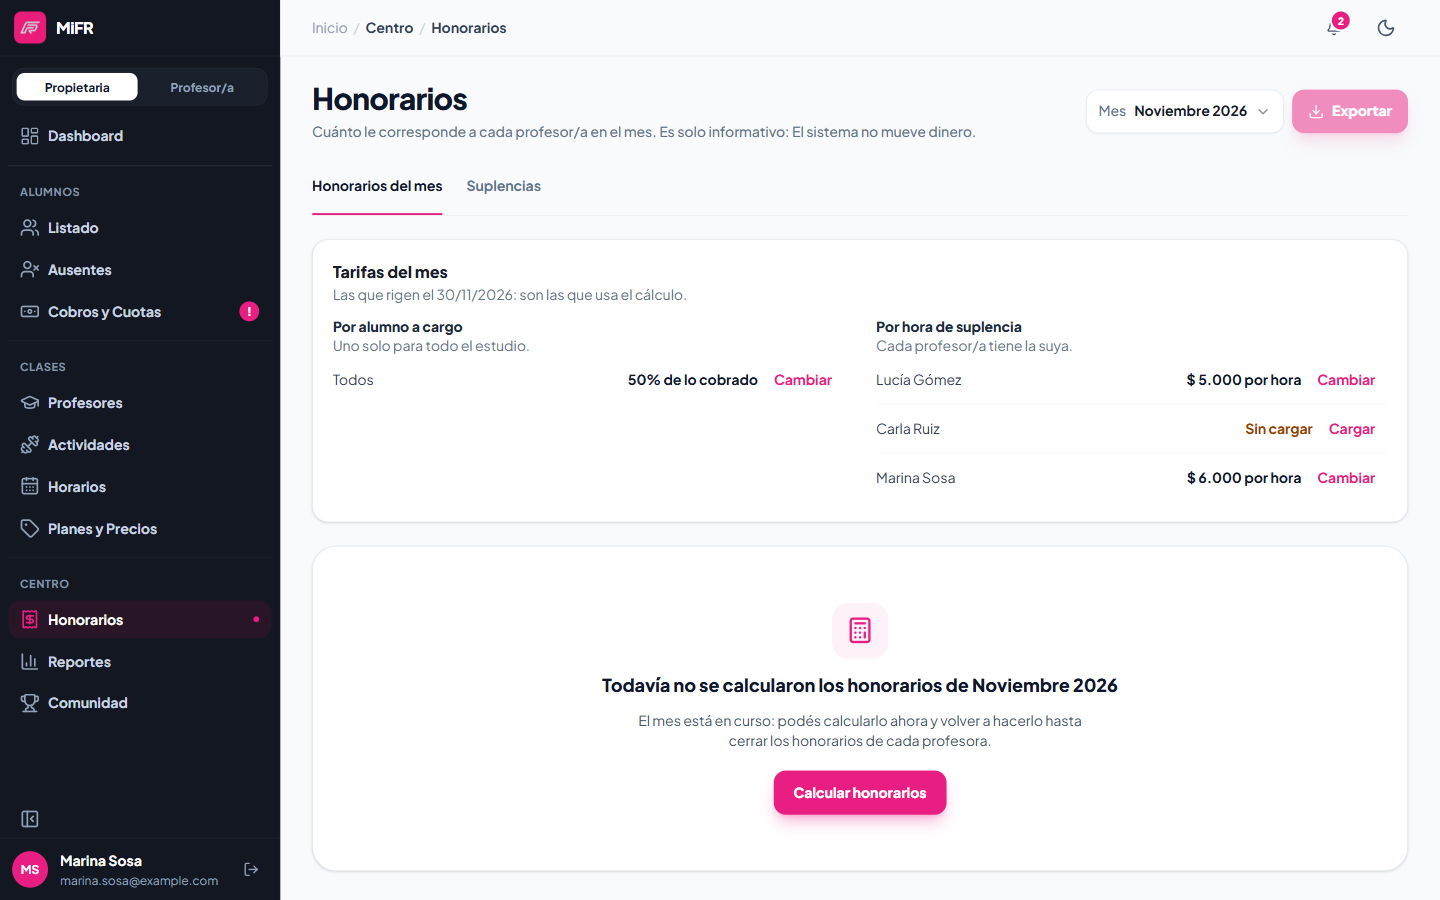 MiFR
Propietaria
Profesor/a
Dashboard
ALUMNOS
Listado
Ausentes
Cobros y Cuotas
!
CLASES
Profesores
Actividades
Horarios
Planes y Precios
CENTRO
Honorarios
Reportes
Comunidad
MS
Marina Sosa
marina.sosa@example.com
Inicio / Centro / Honorarios
2
Honorarios
Cuánto le corresponde a cada profesor/a en el mes. Es solo informativo: El sistema no mueve dinero.
Mes Noviembre 2026
Exportar
Honorarios del mes
Suplencias
Tarifas del mes
Las que rigen el 30/11/2026: son las que usa el cálculo.
Por alumno a cargo
Uno solo para todo el estudio.
Todos 50% de lo cobrado Cambiar
Por hora de suplencia
Cada profesor/a tiene la suya.
Lucía Gómez $ 5.000 por hora Cambiar
Carla Ruiz Sin cargar Cargar
Marina Sosa $ 6.000 por hora Cambiar
Todavía no se calcularon los honorarios de Noviembre 2026
El mes está en curso: podés calcularlo ahora y volver a hacerlo hasta
cerrar los honorarios de cada profesora.
Calcular honorarios